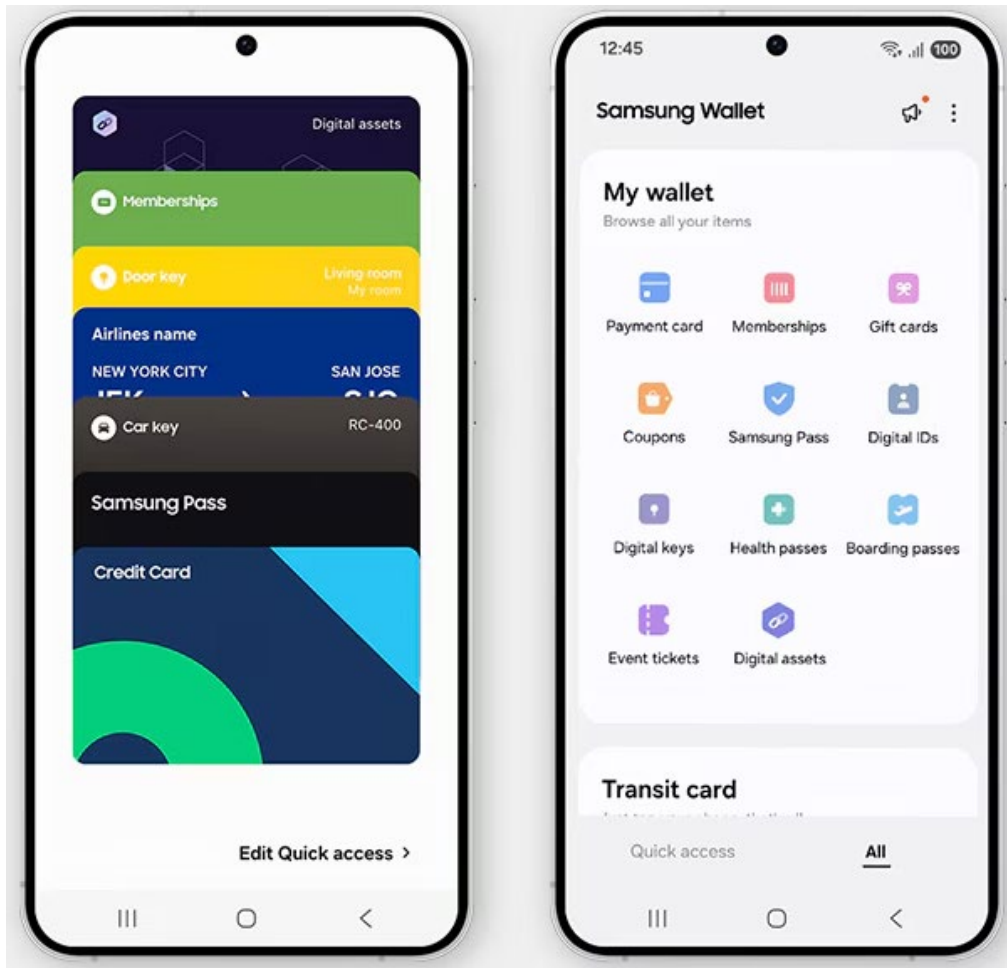 Digital assets
Memberships
Door key
Living room
My room
Airlines name
NEW YORK CITY
SAN JOSE
Car key
RC-400
Samsung Pass
Credit Card
Edit Quick access >
12:45
100
Samsung Wallet
My wallet
Browse all your items
Payment card
Memberships
Gift cards
Coupons
Samsung Pass
Digital IDs
Digital keys
Health passes
Boarding passes
Event tickets
Digital assets
Transit card
Quick access
All